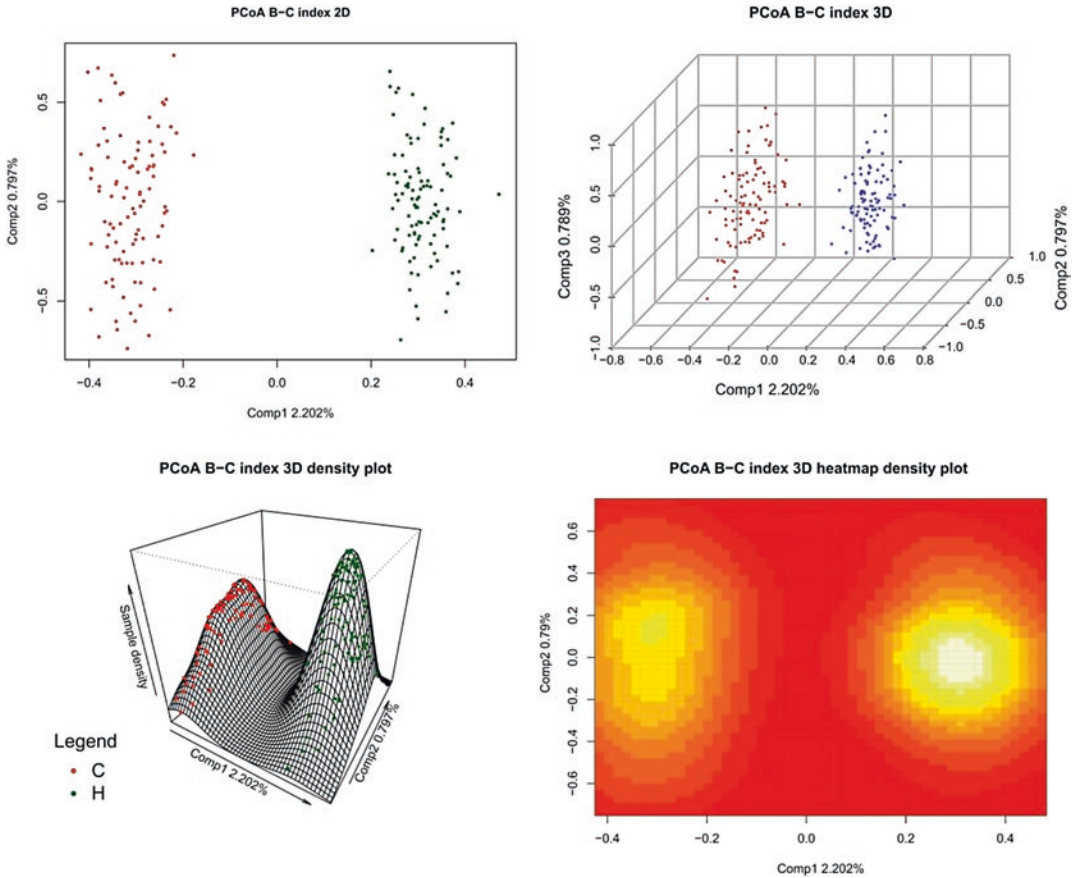 PCoA B−C index 2D
0.5
0.0
−0.5
Comp2 0.797%
−0.4
−0.2
0.0
0.2
0.4
Comp1 2.202%
PCoA B−C index 3D
1.0
0.5
0.0
−0.5
−1.0
Comp3 0.789%
−0.8
−0.6
−0.4
−0.2
0.0
0.2
0.4
0.6
0.8
Comp1 2.202%
−1.0
−0.5
0.0
0.5
1.0
Comp2 0.797%
PCoA B−C index 3D density plot
Sample density
Comp1 2.202%
Comp2 0.797%
Legend
C
H
PCoA B−C index 3D heatmap density plot
0.6
0.4
0.2
0.0
−0.2
−0.4
−0.6
Comp2 0.79%
−0.4
−0.2
0.0
0.2
0.4
Comp1 2.202%